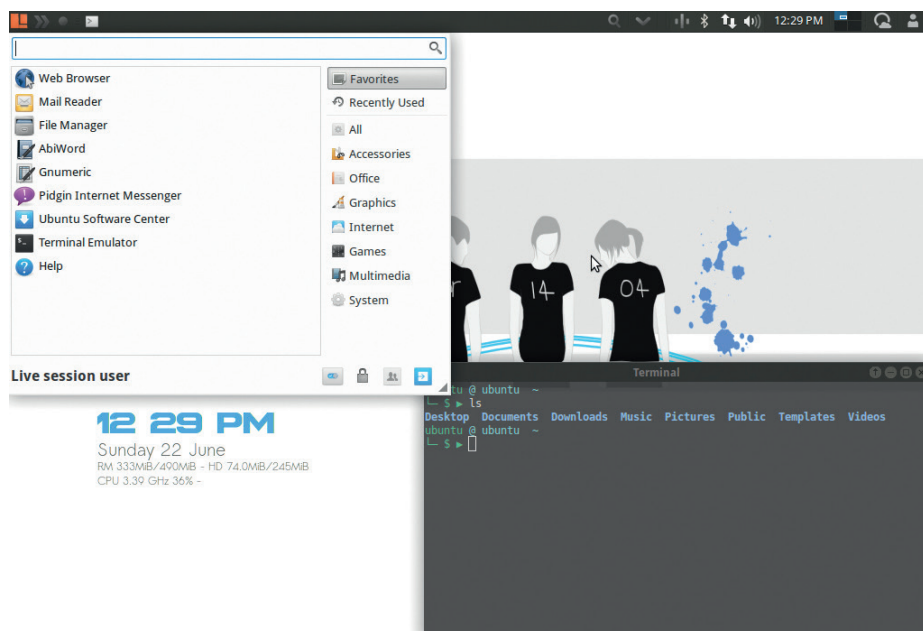 12:29 PM
Web Browser
Mail Reader
File Manager
AbiWord
Gnumeric
Pidgin Internet Messenger
Ubuntu Software Center
Terminal Emulator
Help
Favorites
Recently Used
All
Accessories
Office
Graphics
Internet
Games
Multimedia
System
Live session user
r
14
04
12 29 PM
Sunday 22 June
RM 333MiB/490MiB - HD 74.0MiB/245MiB
CPU 3.39 GHz 36% -
Terminal
ntu @ ubuntu ~
└─ $ ▸ ls
Desktop Documents Downloads Music Pictures Public Templates Videos
ubuntu @ ubuntu ~
└─ $ ▸